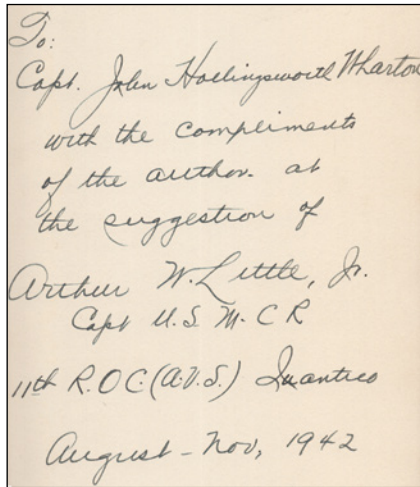 To:
Capt. John Hollingsworth Wharton
with the compliments
of the author. at
the suggestion of
Arthur W. Little, Jr.
Capt U.S. M.C R
11th R.O.C. (A.V.S.) Quantico
August - Nov, 1942